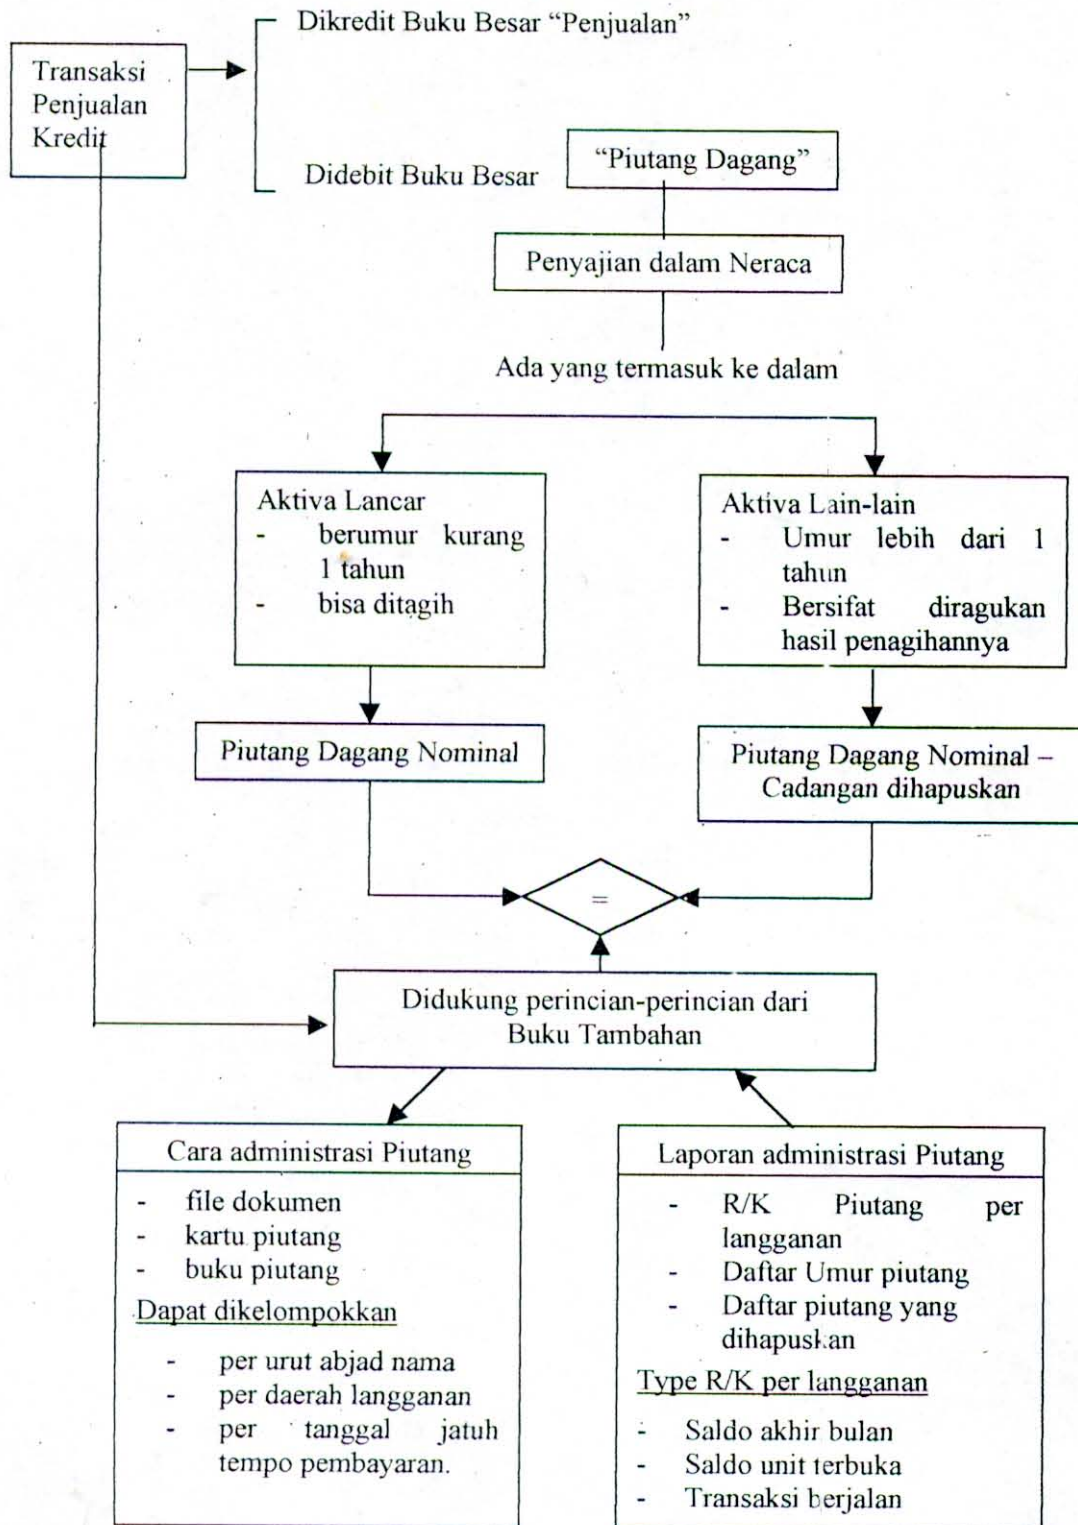 Dikredit Buku Besar “Penjualan”
Transaksi
Penjualan
Kredit
Didebit Buku Besar
“Piutang Dagang”
Penyajian dalam Neraca
Ada yang termasuk ke dalam
Aktiva Lancar
- berumur kurang
1 tahun
- bisa ditagih
Aktiva Lain-lain
- Umur lebih dari 1
tahun
- Bersifat diragukan
hasil penagihannya
Piutang Dagang Nominal
Piutang Dagang Nominal –
Cadangan dihapuskan
=
Didukung perincian-perincian dari
Buku Tambahan
Cara administrasi Piutang
- file dokumen
- kartu piutang
- buku piutang
Dapat dikelompokkan
- per urut abjad nama
- per daerah langganan
- per tanggal jatuh
tempo pembayaran.
Laporan administrasi Piutang
- R/K Piutang per
langganan
- Daftar Umur piutang
- Daftar piutang yang
dihapuskan
Type R/K per langganan
- Saldo akhir bulan
- Saldo unit terbuka
- Transaksi berjalan